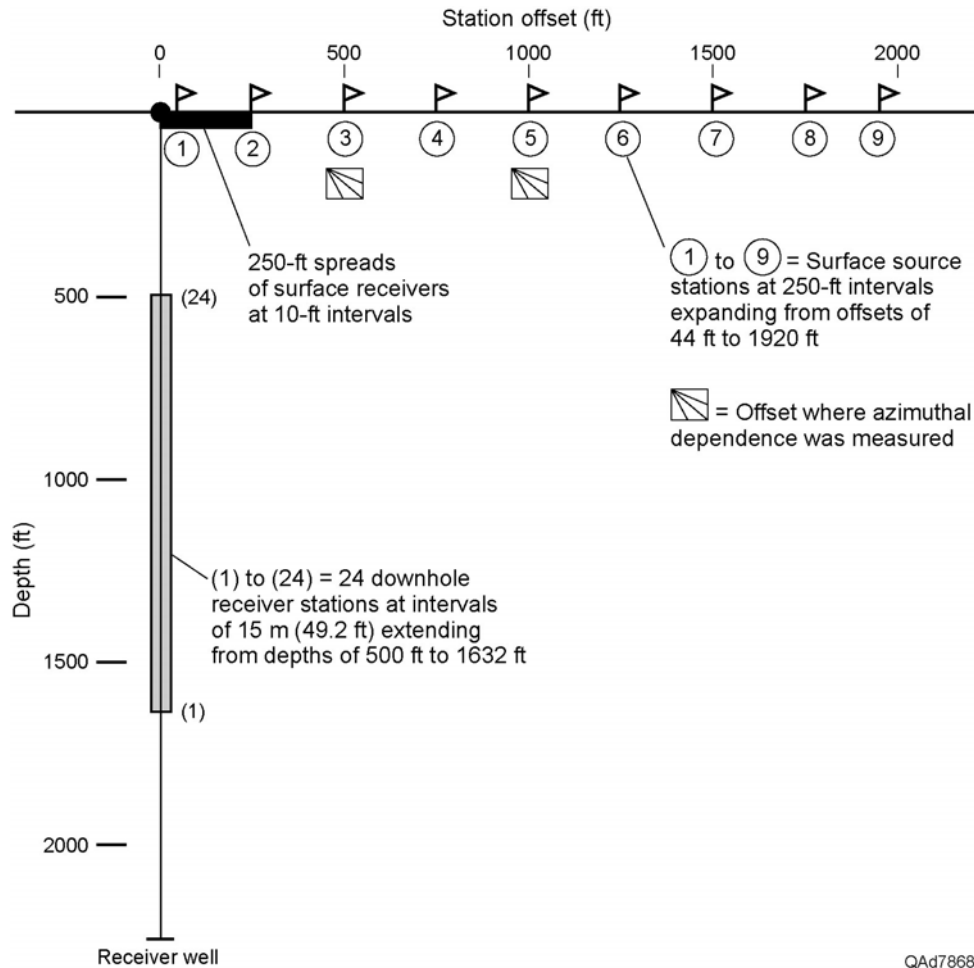 Station offset (ft)
0 500 1000 1500 2000
1 2 3 4 5 6 7 8 9
250-ft spreads
of surface receivers
at 10-ft intervals
1 to 9 = Surface source
stations at 250-ft intervals
expanding from offsets of
44 ft to 1920 ft
= Offset where azimuthal
dependence was measured
Depth (ft)
500 (24)
1000
(1) to (24) = 24 downhole
receiver stations at intervals
of 15 m (49.2 ft) extending
from depths of 500 ft to 1632 ft
1500
(1)
2000
Receiver well
QAd7868